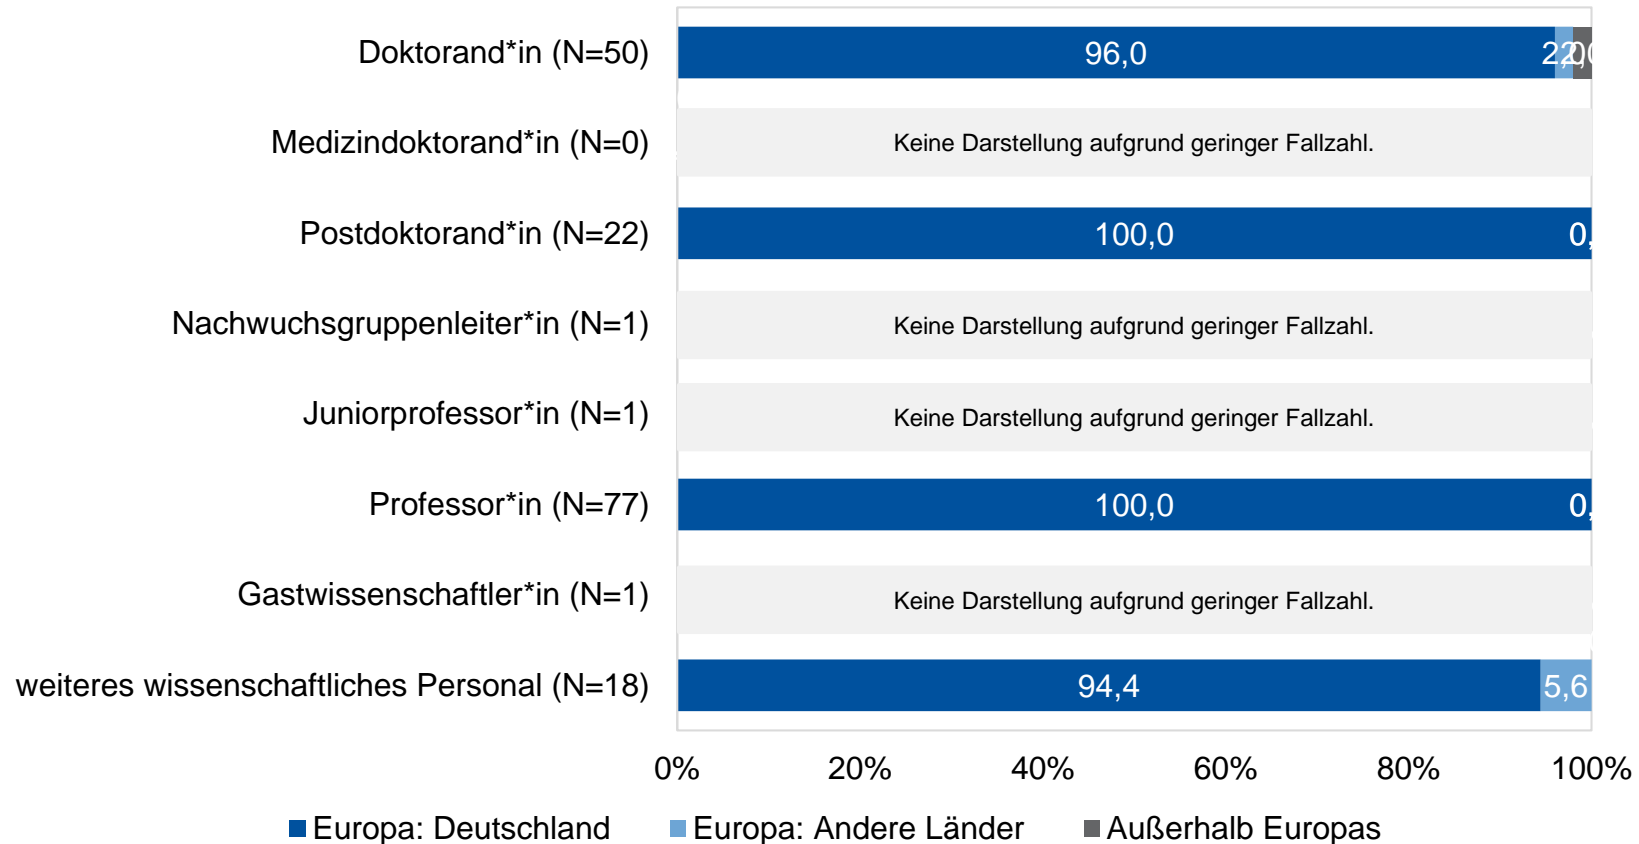 Doktorand*in (N=50)
96,0
Medizindoktorand*in (N=0)
Keine Darstellung aufgrund geringer Fallzahl.
Postdoktorand*in (N=22)
100,0
0,
Nachwuchsgruppenleiter*in (N=1)
Keine Darstellung aufgrund geringer Fallzahl.
Juniorprofessor*in (N=1)
Keine Darstellung aufgrund geringer Fallzahl.
Professor*in (N=77)
100,0
0,
Gastwissenschaftler*in (N=1)
Keine Darstellung aufgrund geringer Fallzahl.
weiteres wissenschaftliches Personal (N=18)
94,4
5,6
0% 20% 40% 60% 80% 100%
Europa: Deutschland Europa: Andere Länder Außerhalb Europas